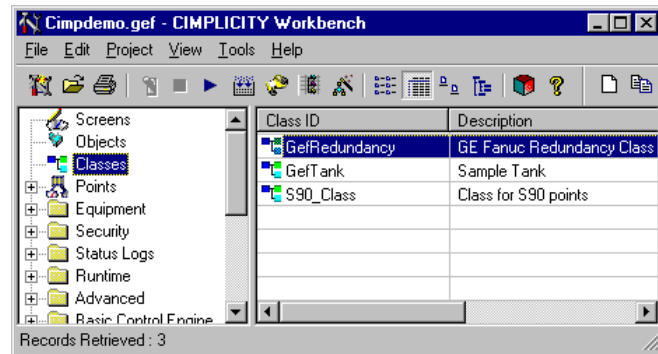 Cimpdemo.gef - CIMPLICITY Workbench
File Edit Project View Tools Help
Screens
Objects
Classes
Points
Equipment
Security
Status Logs
Runtime
Advanced
Basic Control Engine
Class ID Description
GefRedundancy GE Fanuc Redundancy Class
GefTank Sample Tank
S90_Class Class for S90 points
Records Retrieved : 3